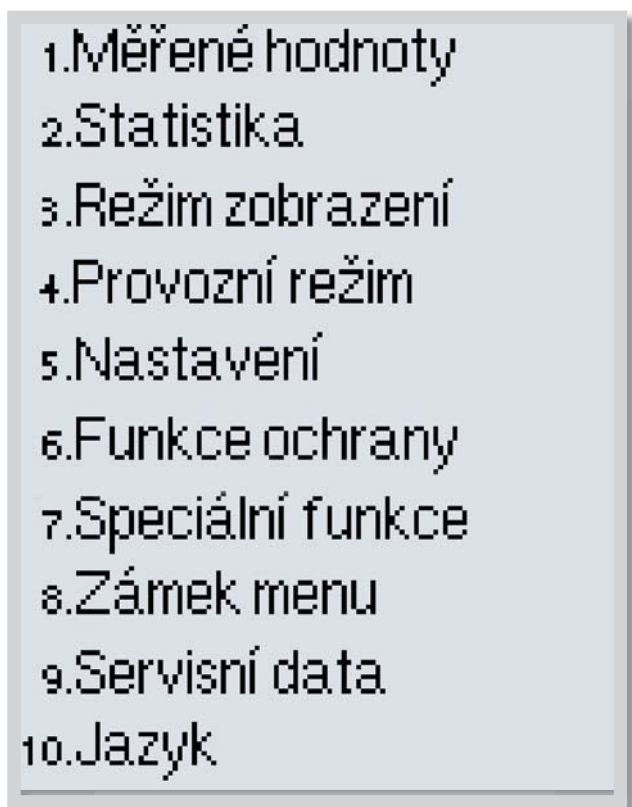 1.Měřené hodnoty
2.Statistika
3.Režim zobrazení
4.Provozní režim
5.Nastavení
6.Funkce ochrany
7.Speciální funkce
8.Zámek menu
9.Servisní data
10.Jazyk